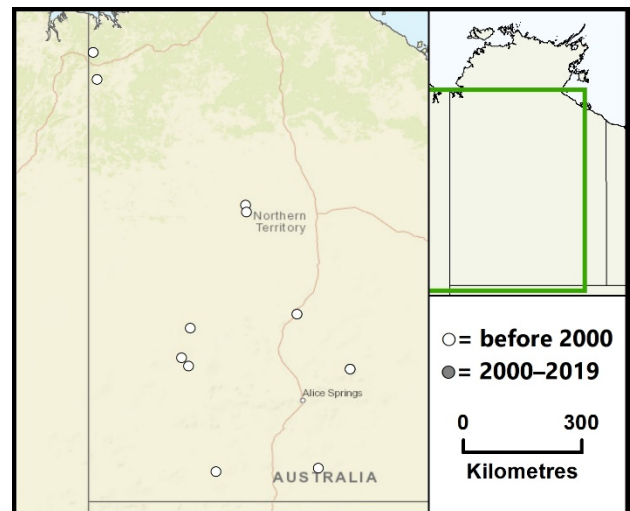 Northern
Territory
Alice Springs
AUSTRALIA
= before 2000
= 2000–2019
0 300
Kilometres